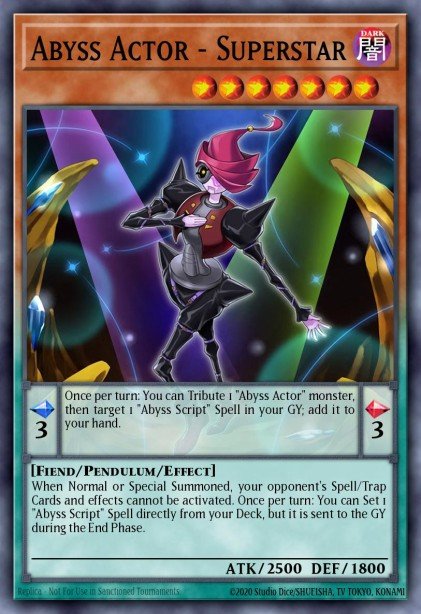 Abyss Actor - Superstar
DARK
闇
Once per turn: You can Tribute 1 "Abyss Actor" monster,
then target 1 "Abyss Script" Spell in your GY; add it to
your hand.
3
3
[Fiend/Pendulum/Effect]
When Normal or Special Summoned, your opponent's Spell/Trap
Cards and effects cannot be activated. Once per turn: You can Set 1
"Abyss Script" Spell directly from your Deck, but it is sent to the GY
during the End Phase.
ATK/2500 DEF/1800
Replica - Not For Use in Sanctioned Tournaments
©2020 Studio Dice/SHUEISHA, TV TOKYO, KONAMI